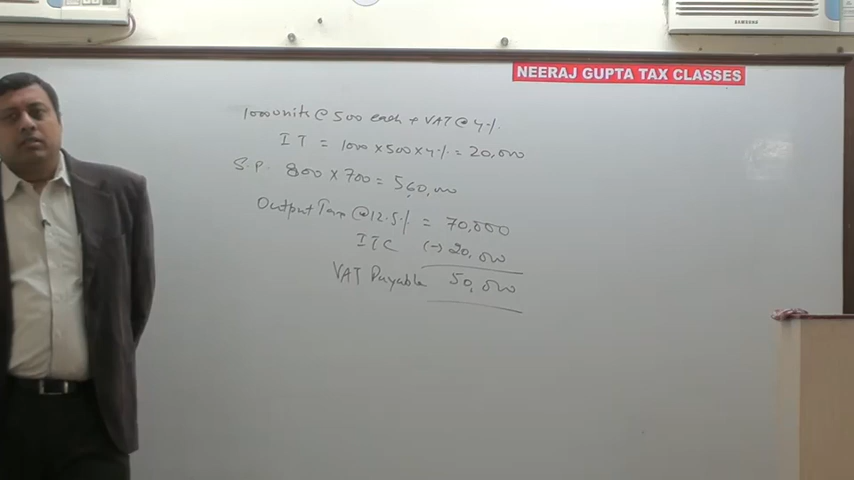 SAMSUNG
NEERAJ GUPTA TAX CLASSES
1000 units @ 500 each + VAT @ 4%
IT = 1000 x 500 x 4% = 20,000
S.P. 800 x 700 = 560,000
Output Tax @ 12.5% = 70,000
ITC (-) 20,000
VAT Payable 50,000